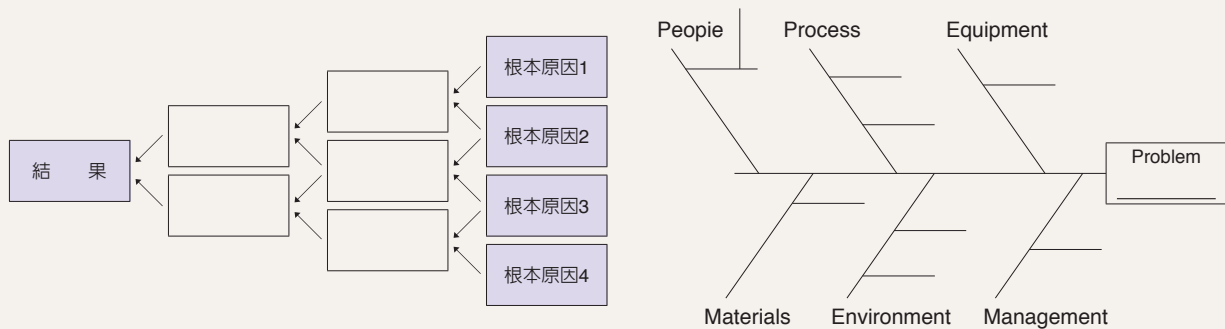 結 果
根本原因1
根本原因2
根本原因3
根本原因4
Peopie
Process
Equipment
Problem
Materials
Environment
Management